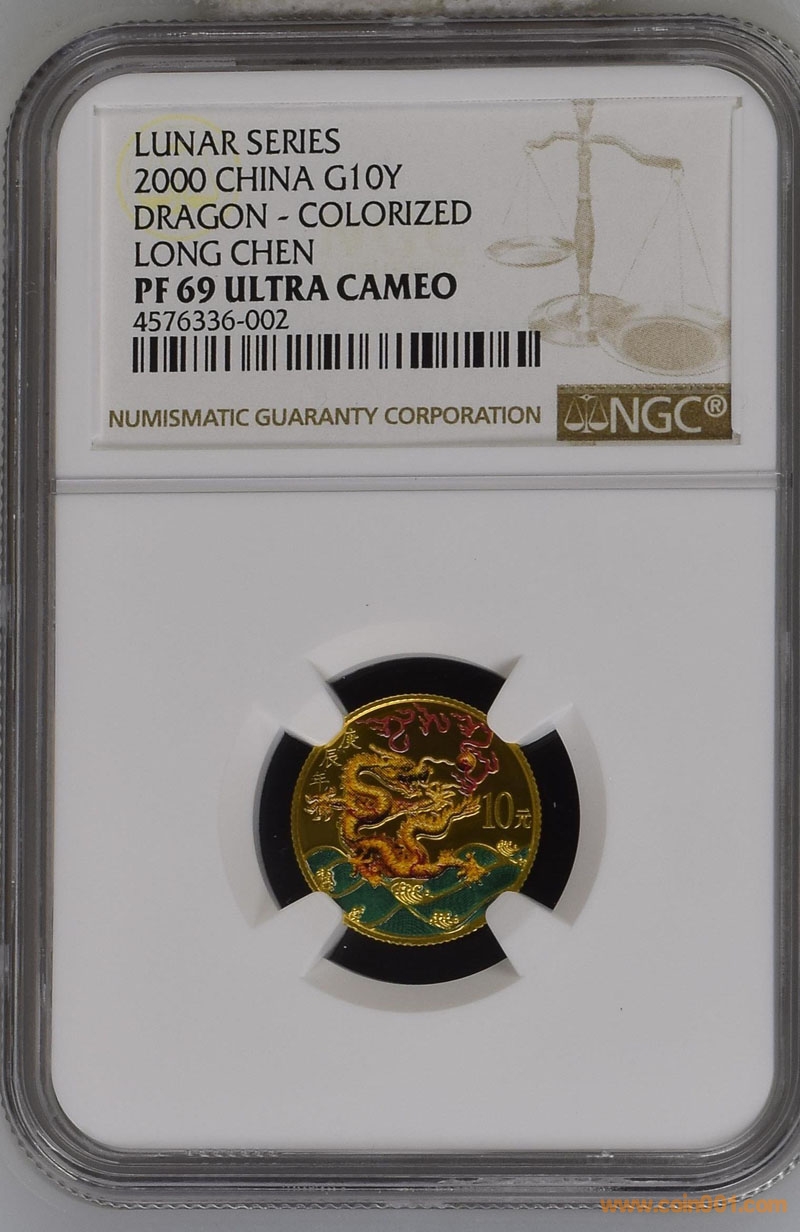 LUNAR SERIES
2000 CHINA G10Y
DRAGON - COLORIZED
LONG CHEN
PF 69 ULTRA CAMEO
4576336-002
NUMISMATIC GUARANTY CORPORATION
NGC®
庚辰年
10元
www.coin001.com